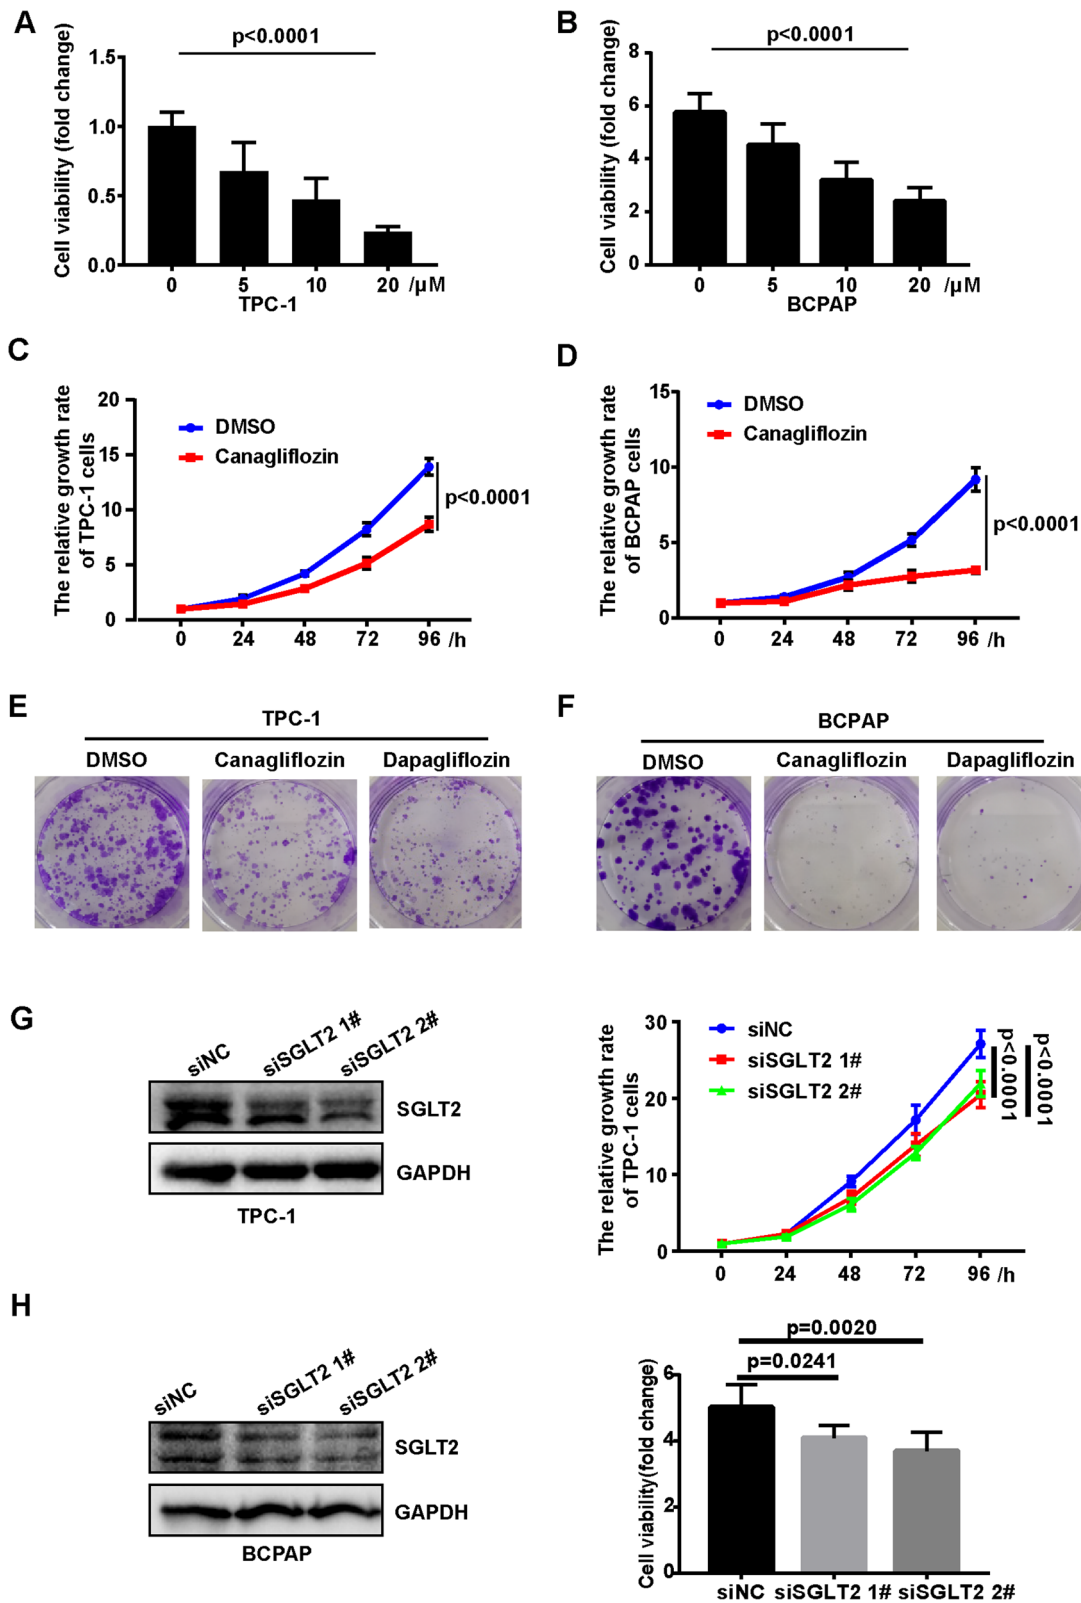 A
p<0.0001
Cell viability (fold change)
1.5
1.0
0.5
0.0
0 5 10 20 /μM
TPC-1
B
p<0.0001
Cell viability (fold change)
8
6
4
2
0
0 5 10 20 /μM
BCPAP
C
The relative growth rate
of TPC-1 cells
20
15
10
5
0
DMSO
Canagliflozin
p<0.0001
0 24 48 72 96 /h
D
The relative growth rate
of BCPAP cells
15
10
5
0
DMSO
Canagliflozin
p<0.0001
0 24 48 72 96 /h
E
TPC-1
DMSO Canagliflozin Dapagliflozin
F
BCPAP
DMSO Canagliflozin Dapagliflozin
G
siNC siSGLT2 1# siSGLT2 2#
SGLT2
GAPDH
TPC-1
The relative growth rate
of TPC-1 cells
30
20
10
0
siNC
siSGLT2 1#
siSGLT2 2#
p<0.0001
p<0.0001
0 24 48 72 96 /h
H
siNC siSGLT2 1# siSGLT2 2#
SGLT2
GAPDH
BCPAP
p=0.0020
p=0.0241
Cell viability(fold change)
6
4
2
0
siNC siSGLT2 1# siSGLT2 2#